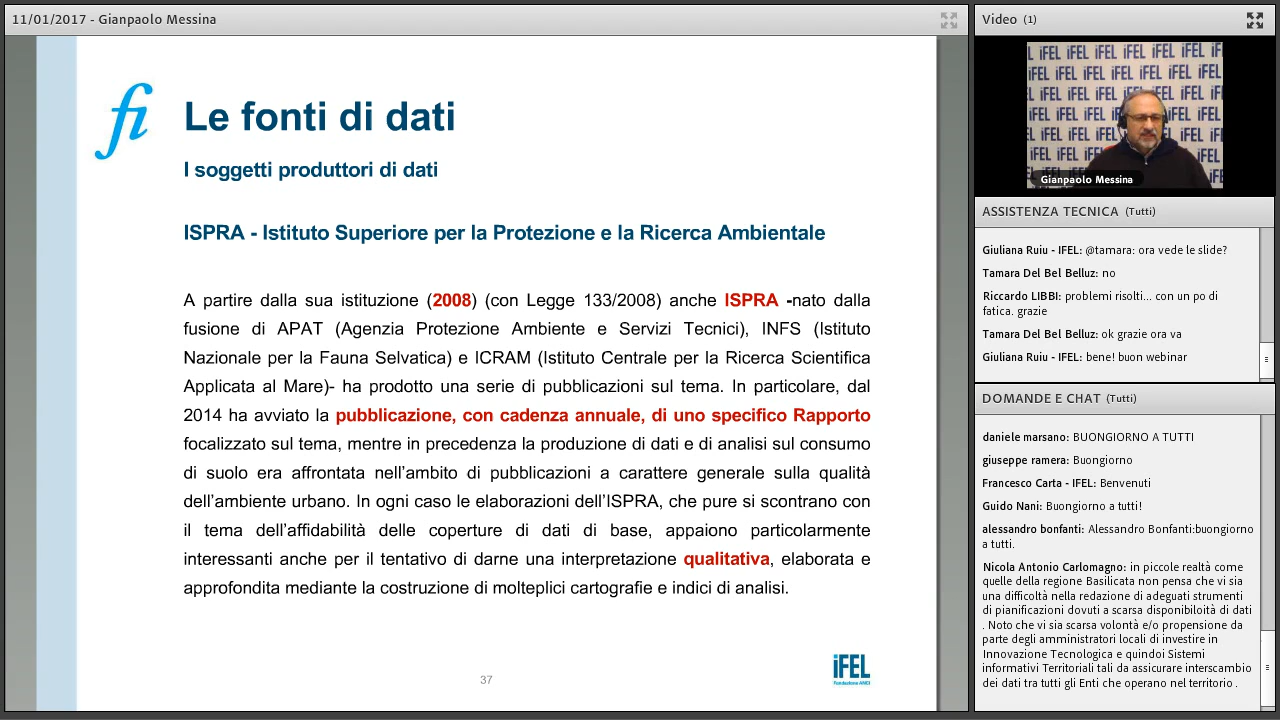 11/01/2017 - Gianpaolo Messina
fi
Le fonti di dati
I soggetti produttori di dati
ISPRA - Istituto Superiore per la Protezione e la Ricerca Ambientale
A partire dalla sua istituzione (2008) (con Legge 133/2008) anche ISPRA -nato dalla
fusione di APAT (Agenzia Protezione Ambiente e Servizi Tecnici), INFS (Istituto
Nazionale per la Fauna Selvatica) e ICRAM (Istituto Centrale per la Ricerca Scientifica
Applicata al Mare)- ha prodotto una serie di pubblicazioni sul tema. In particolare, dal
2014 ha avviato la pubblicazione, con cadenza annuale, di uno specifico Rapporto
focalizzato sul tema, mentre in precedenza la produzione di dati e di analisi sul consumo
di suolo era affrontata nell'ambito di pubblicazioni a carattere generale sulla qualità
dell'ambiente urbano. In ogni caso le elaborazioni dell'ISPRA, che pure si scontrano con
il tema dell'affidabilità delle coperture di dati di base, appaiono particolarmente
interessanti anche per il tentativo di darne una interpretazione qualitativa, elaborata e
approfondita mediante la costruzione di molteplici cartografie e indici di analisi.
37
iFEL
Fondazione ANCI
Video (1)
iFEL
Gianpaolo Messina
ASSISTENZA TECNICA (Tutti)
Giuliana Ruiu - IFEL: @tamara: ora vede le slide?
Tamara Del Bel Belluz: no
Riccardo LIBBI: problemi risolti... con un po di
fatica. grazie
Tamara Del Bel Belluz: ok grazie ora va
Giuliana Ruiu - IFEL: bene! buon webinar
DOMANDE E CHAT (Tutti)
daniele marsano: BUONGIORNO A TUTTI
giuseppe ramera: Buongiorno
Francesco Carta - IFEL: Benvenuti
Guido Nani: Buongiorno a tutti!
alessandro bonfanti: Alessandro Bonfanti:buongiorno
a tutti.
Nicola Antonio Carlomagno: in piccole realtà come
quelle della regione Basilicata non pensa che vi sia
una difficoltà nella redazione di adeguati strumenti
di pianificazioni dovuti a scarsa disponibiloità di dati
. Noto che vi sia scarsa volontà e/o propensione da
parte degli amministratori locali di investire in
Innovazione Tecnologica e quindoi Sistemi
informativi Territoriali tali da assicurare interscambio
dei dati tra tutti gli Enti che operano nel territorio .